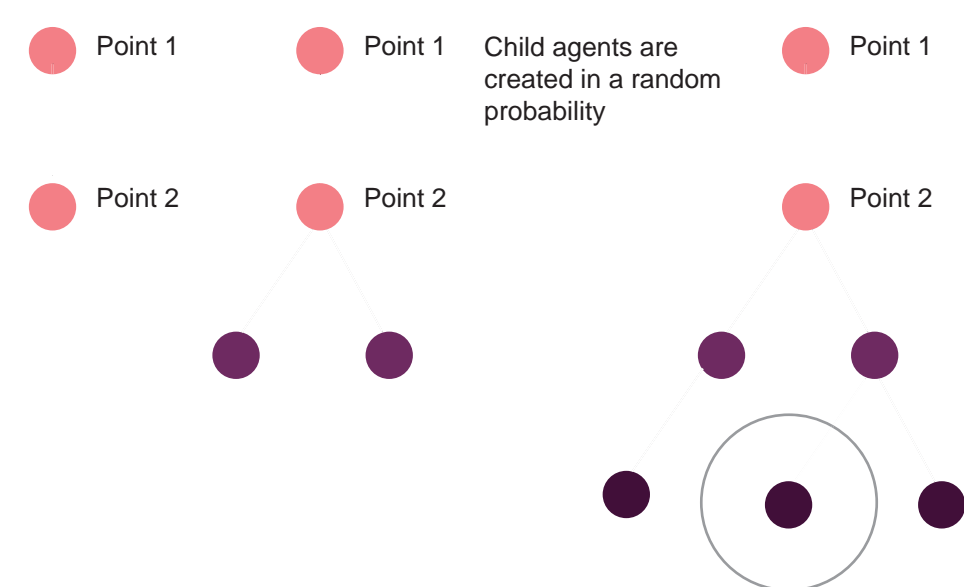 Point 1
Point 1
Child agents are
created in a random
probability
Point 1
Point 2
Point 2
Point 2